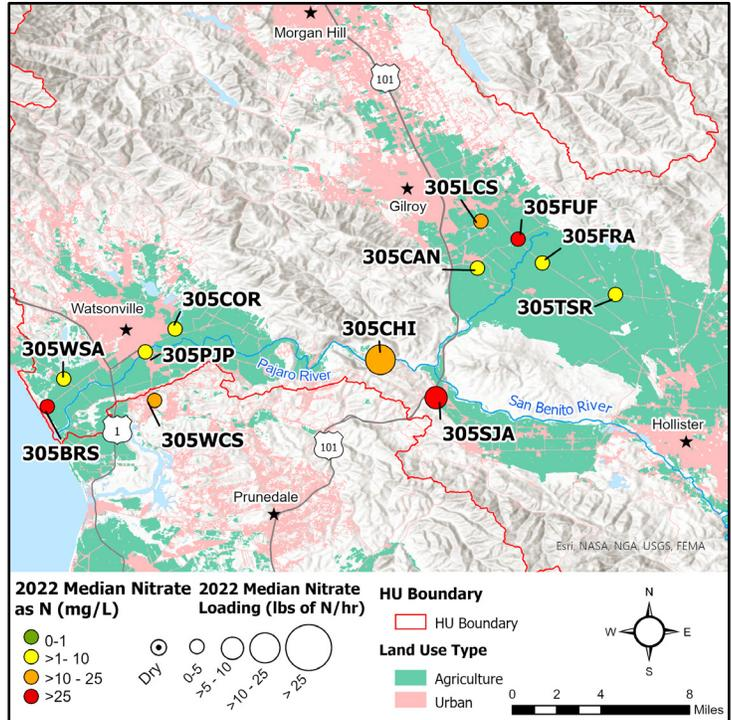 Morgan Hill
101
305LCS
Gilroy
305FUF
305FRA
305CAN
305TSR
305COR
Watsonville
305CHI
305WSA
305PJP
Pajaro River
San Benito River
305WCS
305SJA
Hollister
1
305BRS
101
Prunedale
Esri, NASA, NGA, USGS, FEMA
2022 Median Nitrate
as N (mg/L)
0-1
>1- 10
>10 - 25
>25
2022 Median Nitrate
Loading (lbs of N/hr)
Dry
0-5
>5 - 10
>10 - 25
> 25
HU Boundary
HU Boundary
Land Use Type
Agriculture
Urban
N
W E
S
0 2 4 8
Miles